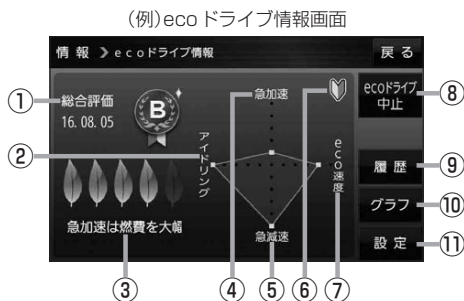 (例)eco ドライブ情報画面
情報 》ecoドライブ情報
戻る
①
総合評価
16. 08. 05
B
④
急加速
⑥
ecoドライブ
中止
⑧
②
アイドリング
eco速度
履歴
⑨
グラフ
⑩
急加速は燃費を大幅
急減速
設定
⑪
③
⑤
⑦